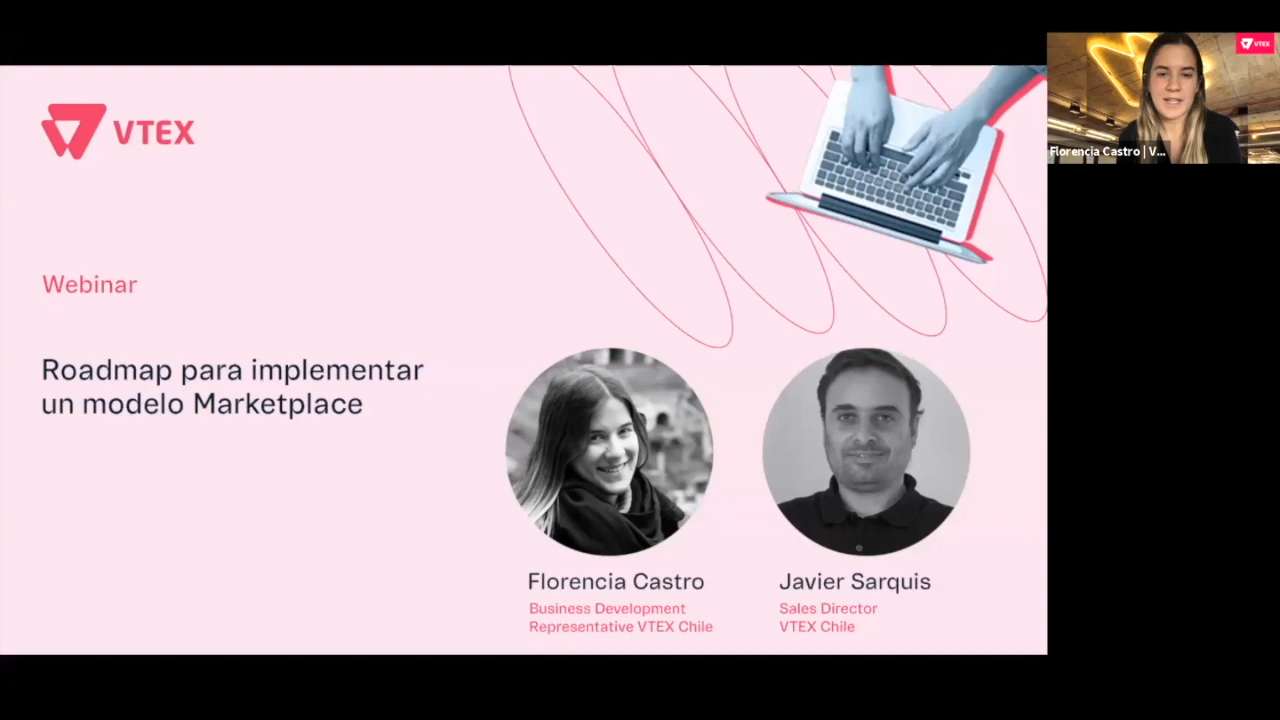 VTEX
Webinar
Roadmap para implementar
un modelo Marketplace
Florencia Castro
Business Development
Representative VTEX Chile
Javier Sarquis
Sales Director
VTEX Chile
VTEX
Florencia Castro | V...